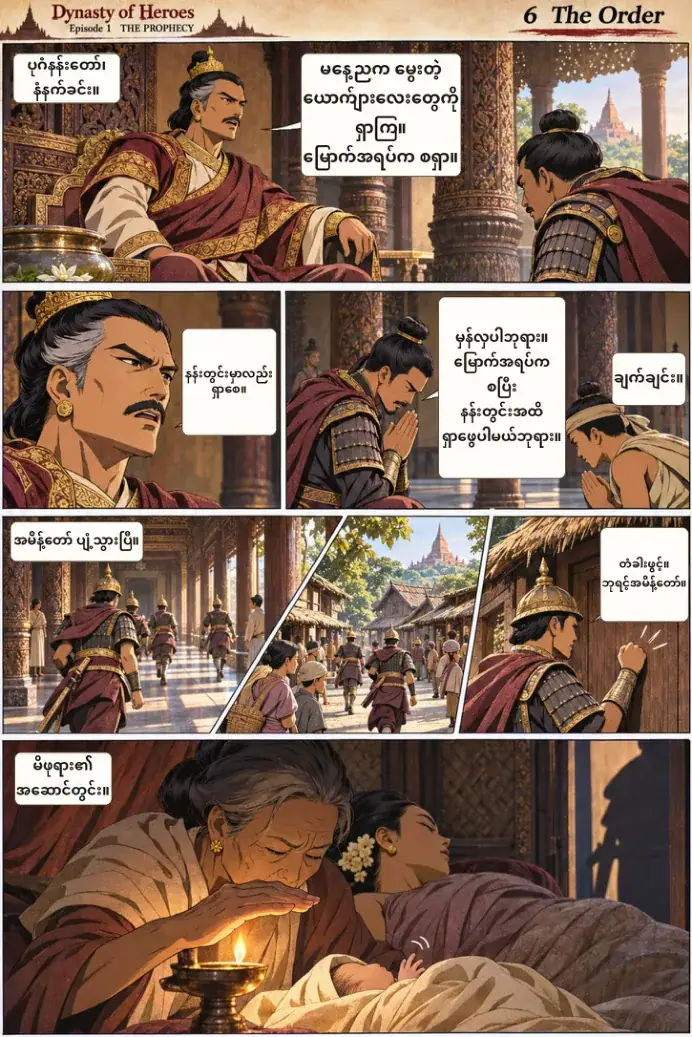 Dynasty of Heroes
Episode 1 THE PROPHECY
6 The Order
ပုဂံနန်းတော်၊
နံနက်ခင်း။
မနေ့ညက မွေးတဲ့
ယောက်ျားလေးတွေကို
ရှာကြ။
မြောက်အရပ်က စရှာ။
နန်းတွင်းမှာလည်း
ရှာစေ။
မှန်လှပါဘုရား။
မြောက်အရပ်က
စပြီး
နန်းတွင်းအထိ
ရှာဖွေပါမယ်ဘုရား။
ချက်ချင်း။
အမိန့်တော် ပျံ့သွားပြီ။
တံခါးဖွင့်။
ဘုရင့်အမိန့်တော်။
မိဖုရား၏
အဆောင်တွင်း။